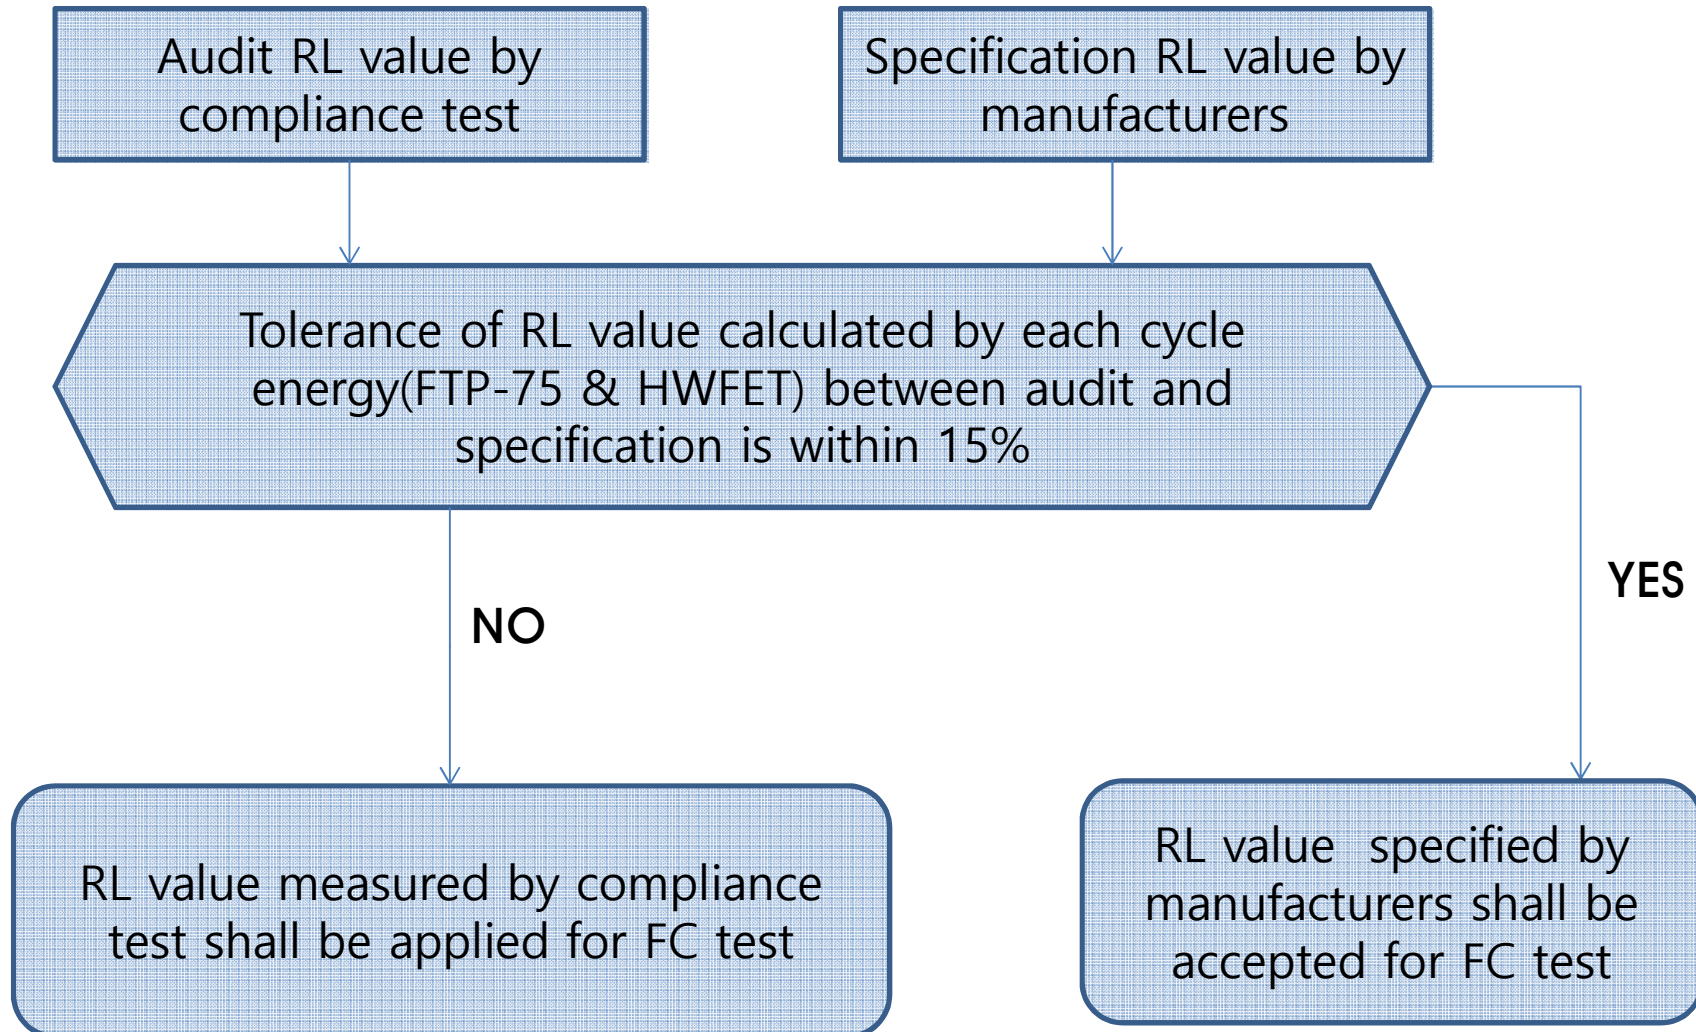 Audit RL value by
compliance test
Specification RL value by
manufacturers
Tolerance of RL value calculated by each cycle
energy(FTP-75 & HWFET) between audit and
specification is within 15%
NO
YES
RL value measured by compliance
test shall be applied for FC test
RL value  specified by
manufacturers shall be
accepted for FC test